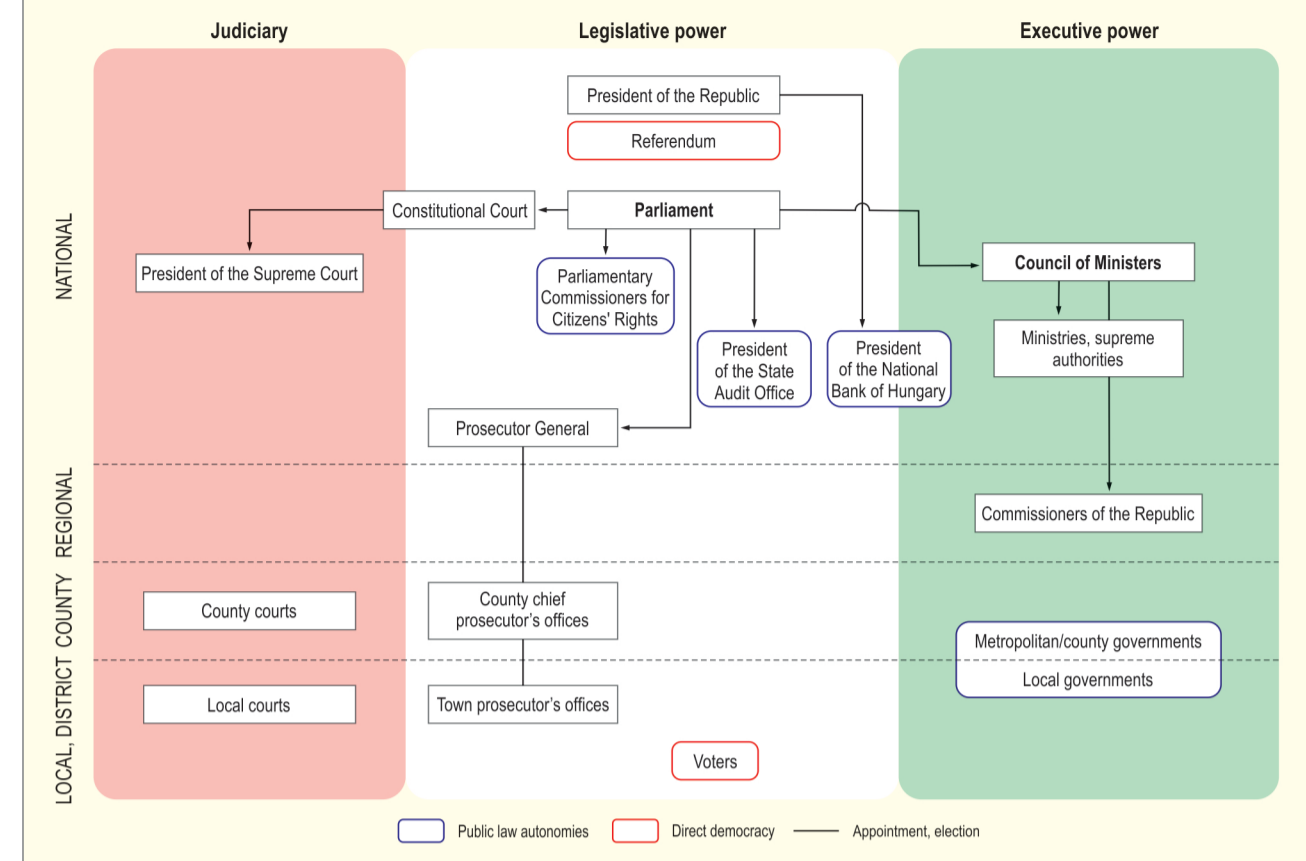 Judiciary
Legislative power
Executive power
President of the Republic
Referendum
Constitutional Court
Parliament
President of the Supreme Court
Council of Ministers
Parliamentary
Commissioners for
Citizens' Rights
Ministries, supreme
authorities
President
of the State
Audit Office
President
of the National
Bank of Hungary
Prosecutor General
NATIONAL
REGIONAL
Commissioners of the Republic
COUNTY
County courts
County chief
prosecutor's offices
Metropolitan/county governments
Local governments
LOCAL, DISTRICT
Local courts
Town prosecutor's offices
Voters
Public law autonomies
Direct democracy
Appointment, election